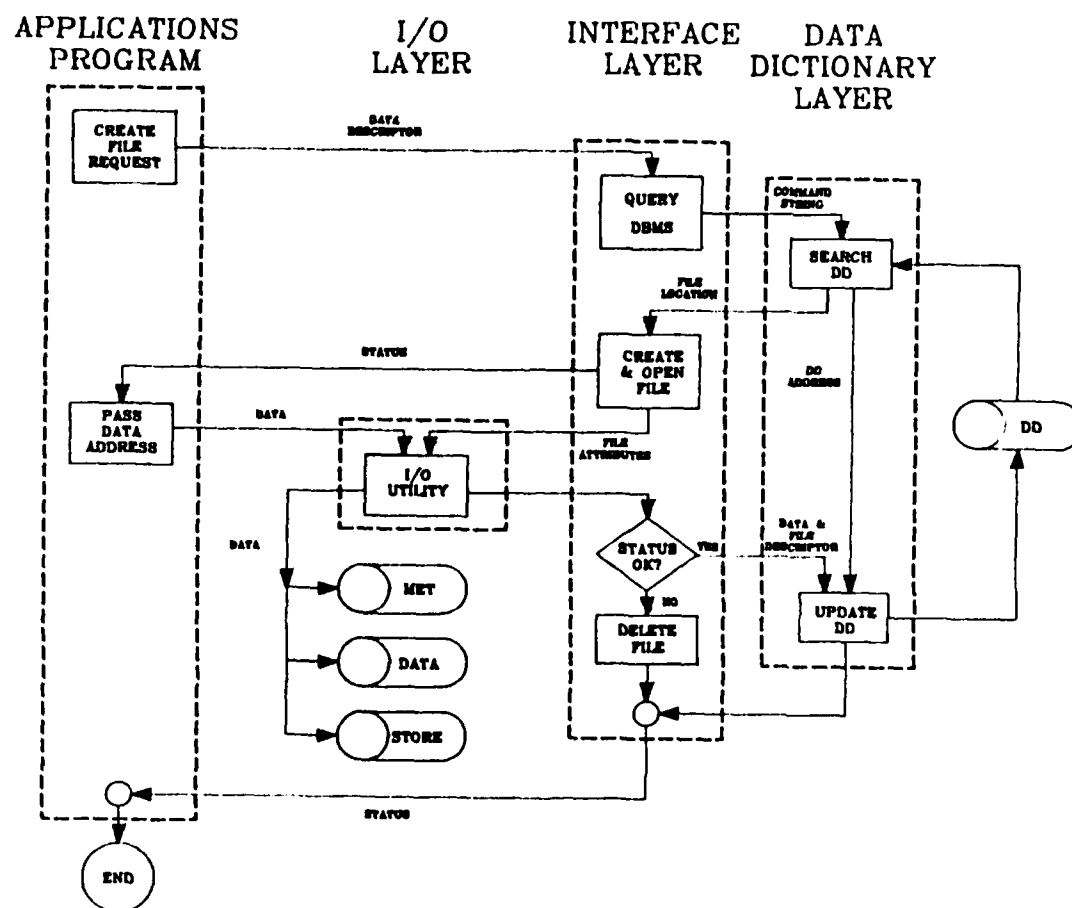 APPLICATIONS
PROGRAM
I/O
LAYER
INTERFACE
LAYER
DATA
DICTIONARY
LAYER
CREATE
FILE
REQUEST
DATA
DESCRIPTOR
QUERY
DBMS
COMMAND
STRING
SEARCH
DD
FILE
LOCATION
STATUS
CREATE
& OPEN
FILE
DD
ADDRESS
PASS
DATA
ADDRESS
DATA
FILE
ATTRIBUTES
DD
I/O
UTILITY
DATA
STATUS
OK?
YES
DATA &
FILE
DESCRIPTOR
MET
NO
UPDATE
DD
DELETE
FILE
DATA
STORE
STATUS
END